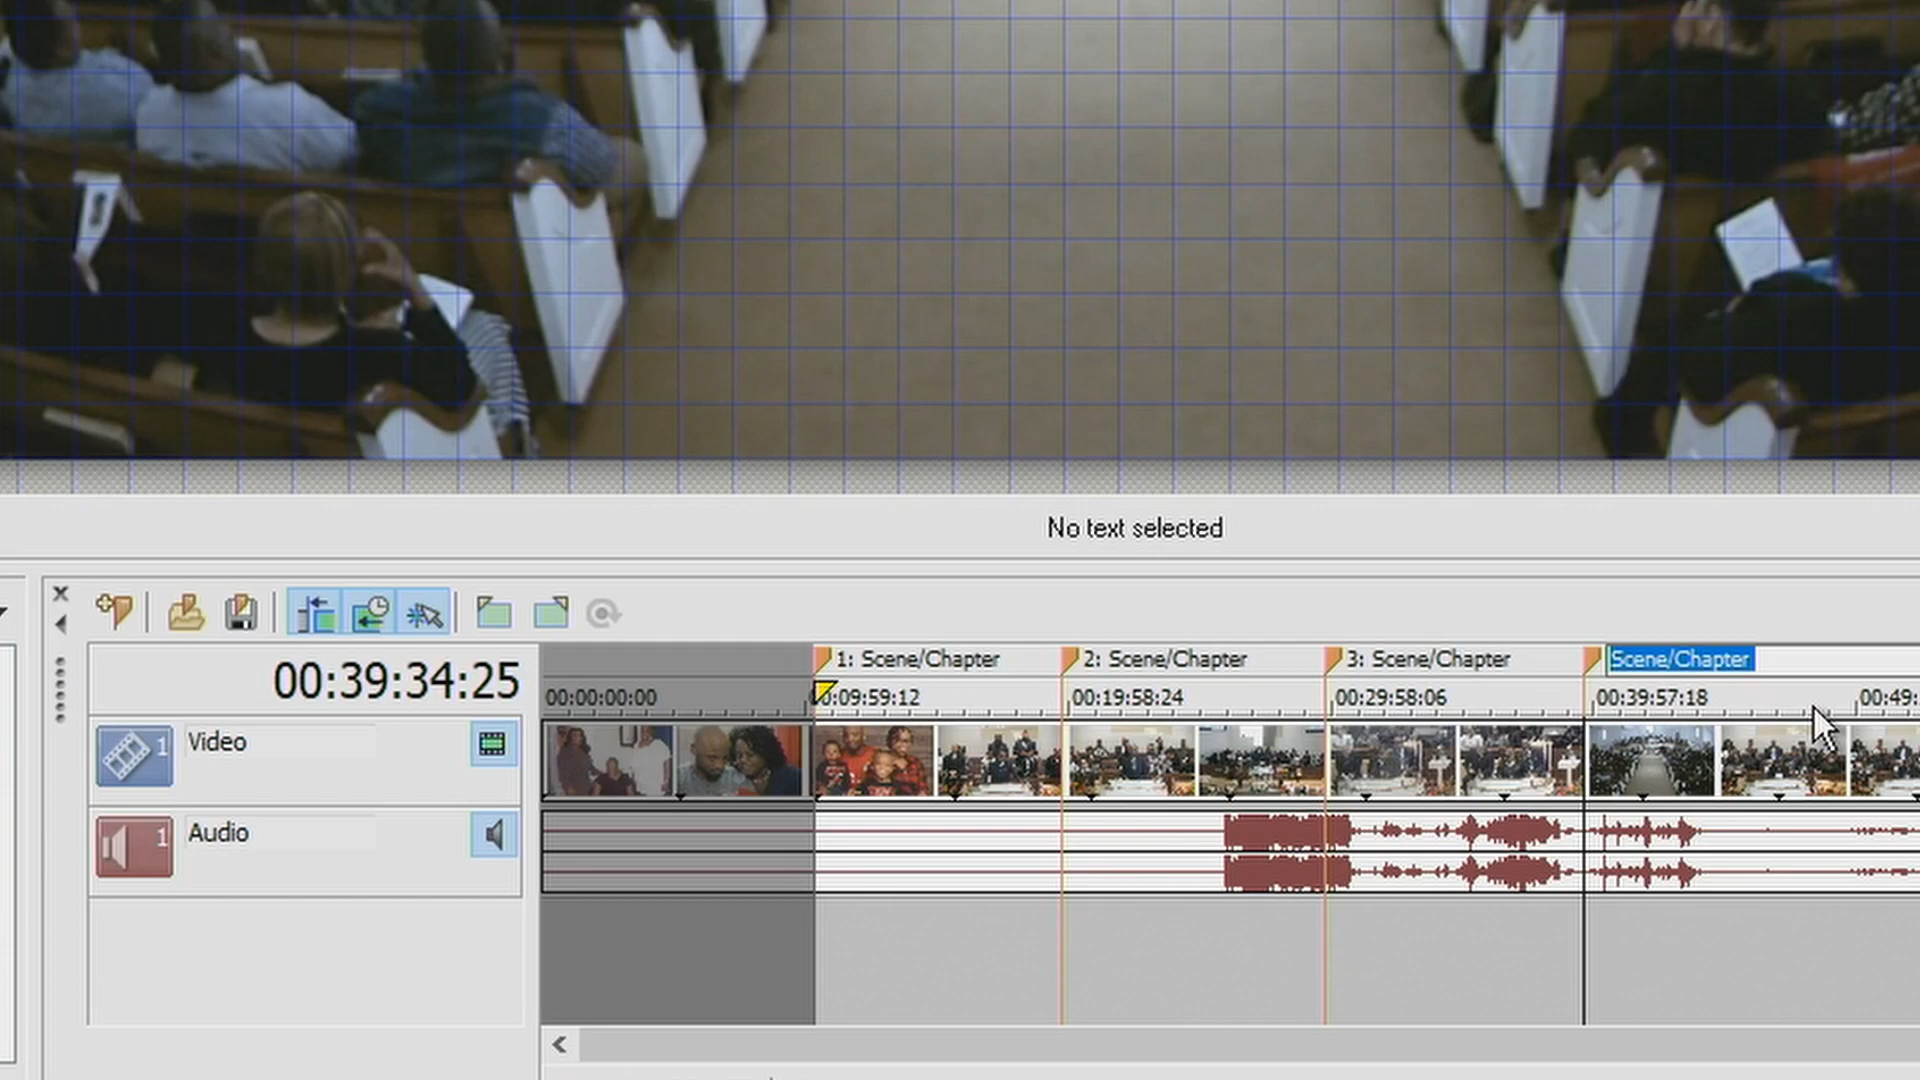 No text selected
00:39:34:25
1: Scene/Chapter
2: Scene/Chapter
3: Scene/Chapter
Scene/Chapter
00:00:00:00
0:09:59:12
00:19:58:24
00:29:58:06
00:39:57:18
00:49:
1
Video
1
Audio